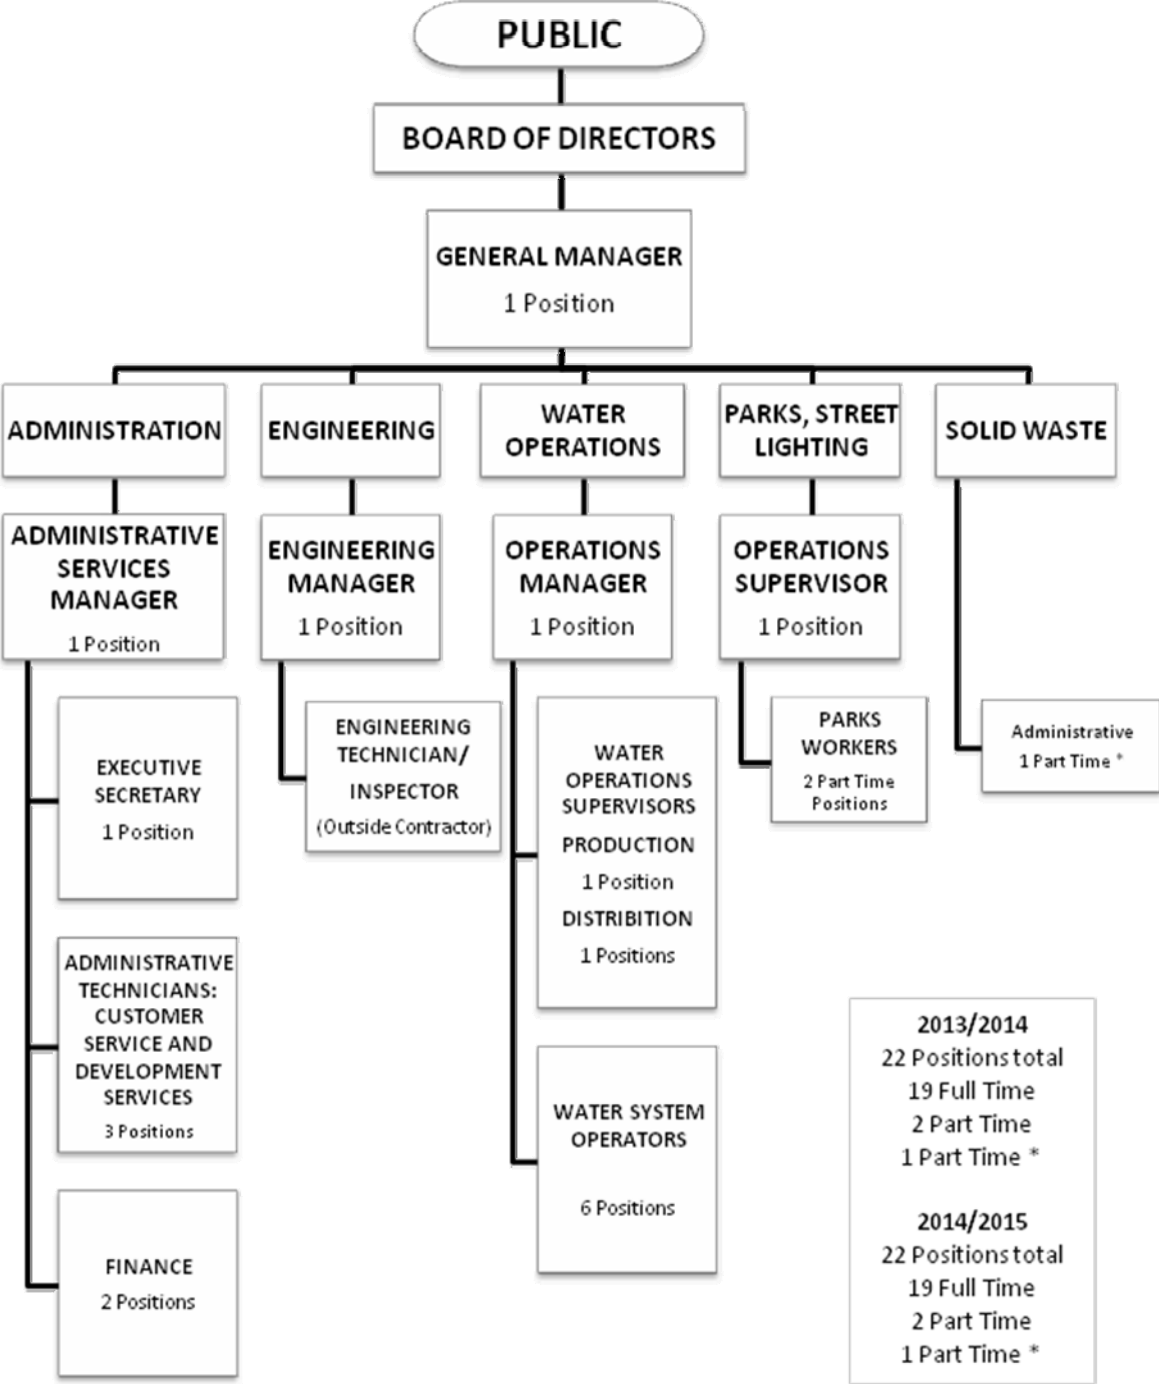 PUBLIC
BOARD OF DIRECTORS
GENERAL MANAGER
1 Position
ADMINISTRATION
ENGINEERING
WATER
OPERATIONS
PARKS, STREET
LIGHTING
SOLID WASTE
ADMINISTRATIVE
SERVICES
MANAGER
1 Position
ENGINEERING
MANAGER
1 Position
OPERATIONS
MANAGER
1 Position
OPERATIONS
SUPERVISOR
1 Position
EXECUTIVE
SECRETARY
1 Position
ENGINEERING
TECHNICIAN/
INSPECTOR
(Outside Contractor)
WATER
OPERATIONS
SUPERVISORS
PRODUCTION
1 Position
DISTRIBITION
1 Positions
PARKS
WORKERS
2 Part Time
Positions
Administrative
1 Part Time *
ADMINISTRATIVE
TECHNICIANS:
CUSTOMER
SERVICE AND
DEVELOPMENT
SERVICES
3 Positions
WATER SYSTEM
OPERATORS
6 Positions
FINANCE
2 Positions
2013/2014
22 Positions total
19 Full Time
2 Part Time
1 Part Time *
2014/2015
22 Positions total
19 Full Time
2 Part Time
1 Part Time *